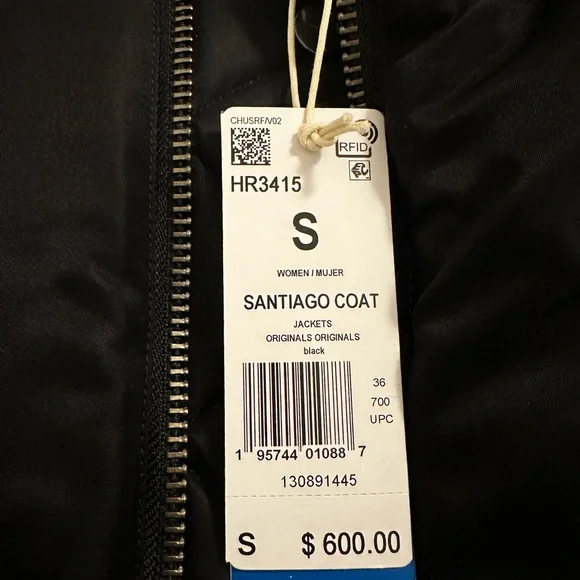 CHUSRF/V02
RFID
HR3415
S
WOMEN / MUJER
SANTIAGO COAT
JACKETS
ORIGINALS ORIGINALS
black
36
700
UPC
1 95744 01088 7
130891445
S $ 600.00